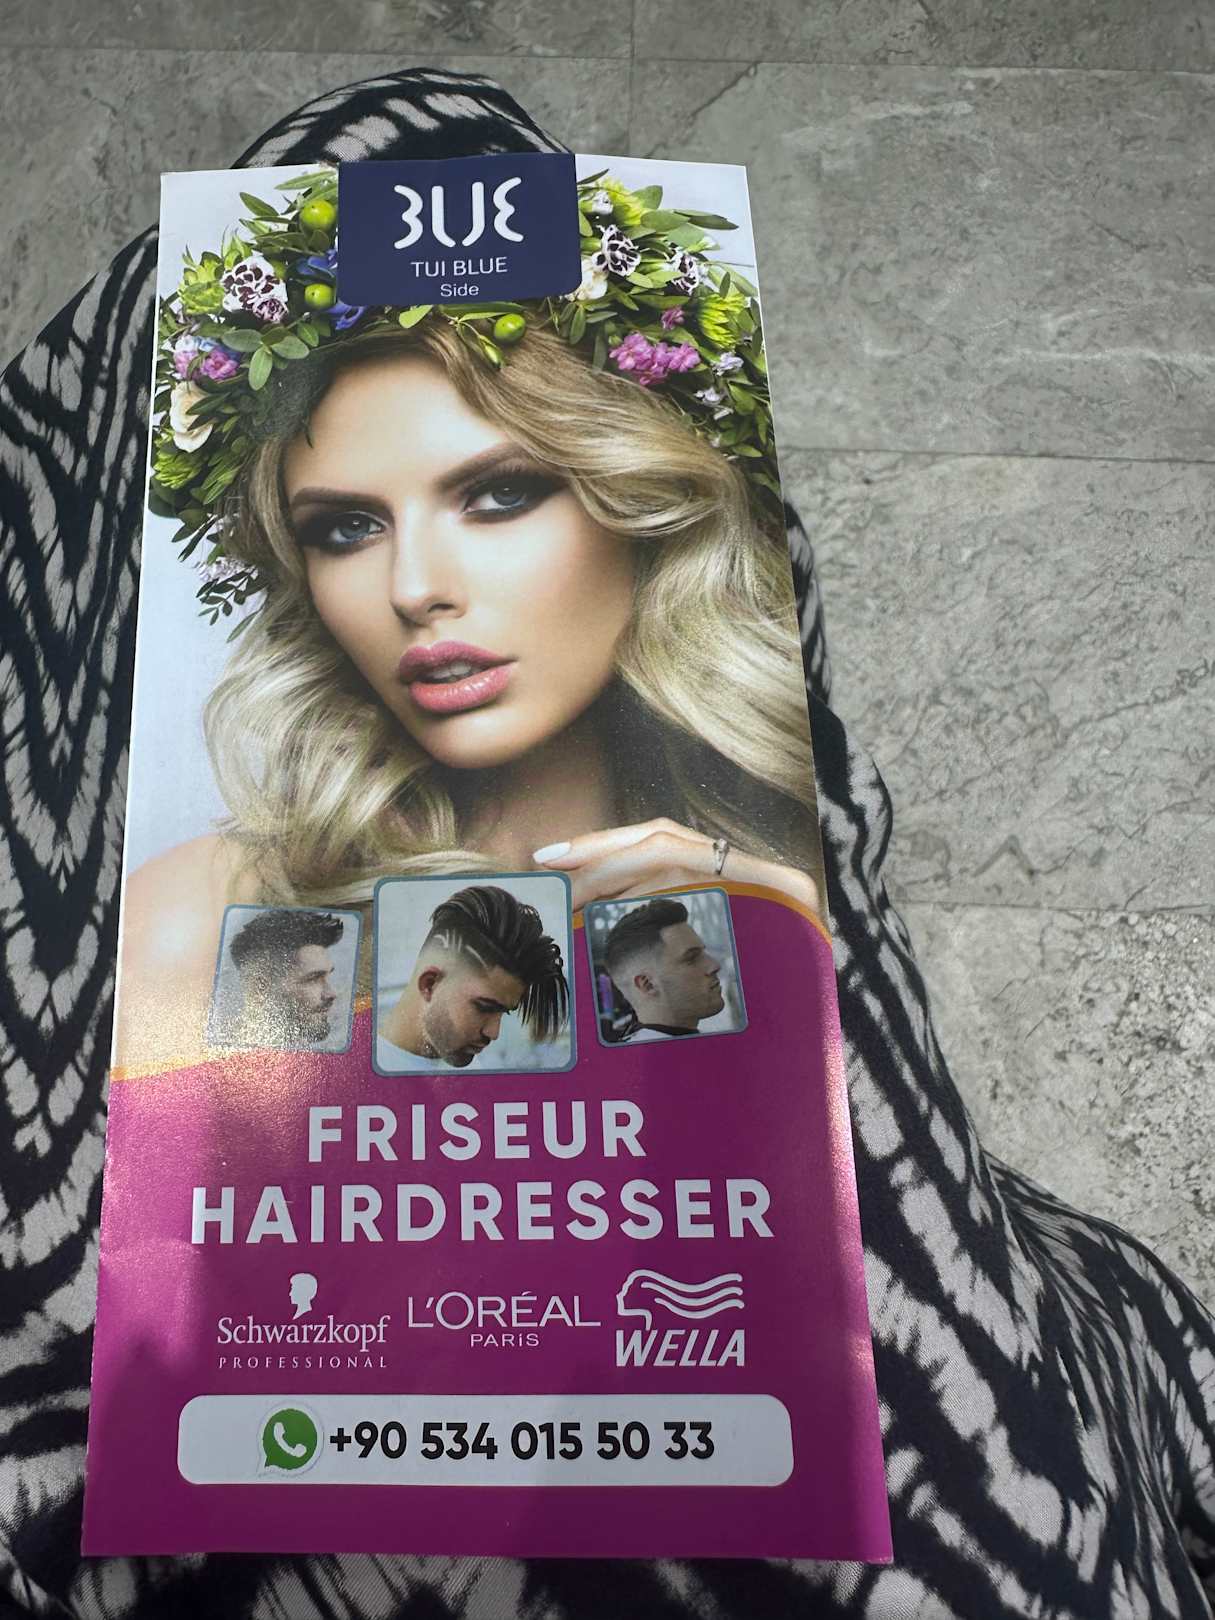 BLUE
TUI BLUE
Side
FRISEUR
HAIRDRESSER
Schwarzkopf
PROFESSIONAL
L'ORÉAL
PARiS
WELLA
+90 534 015 50 33